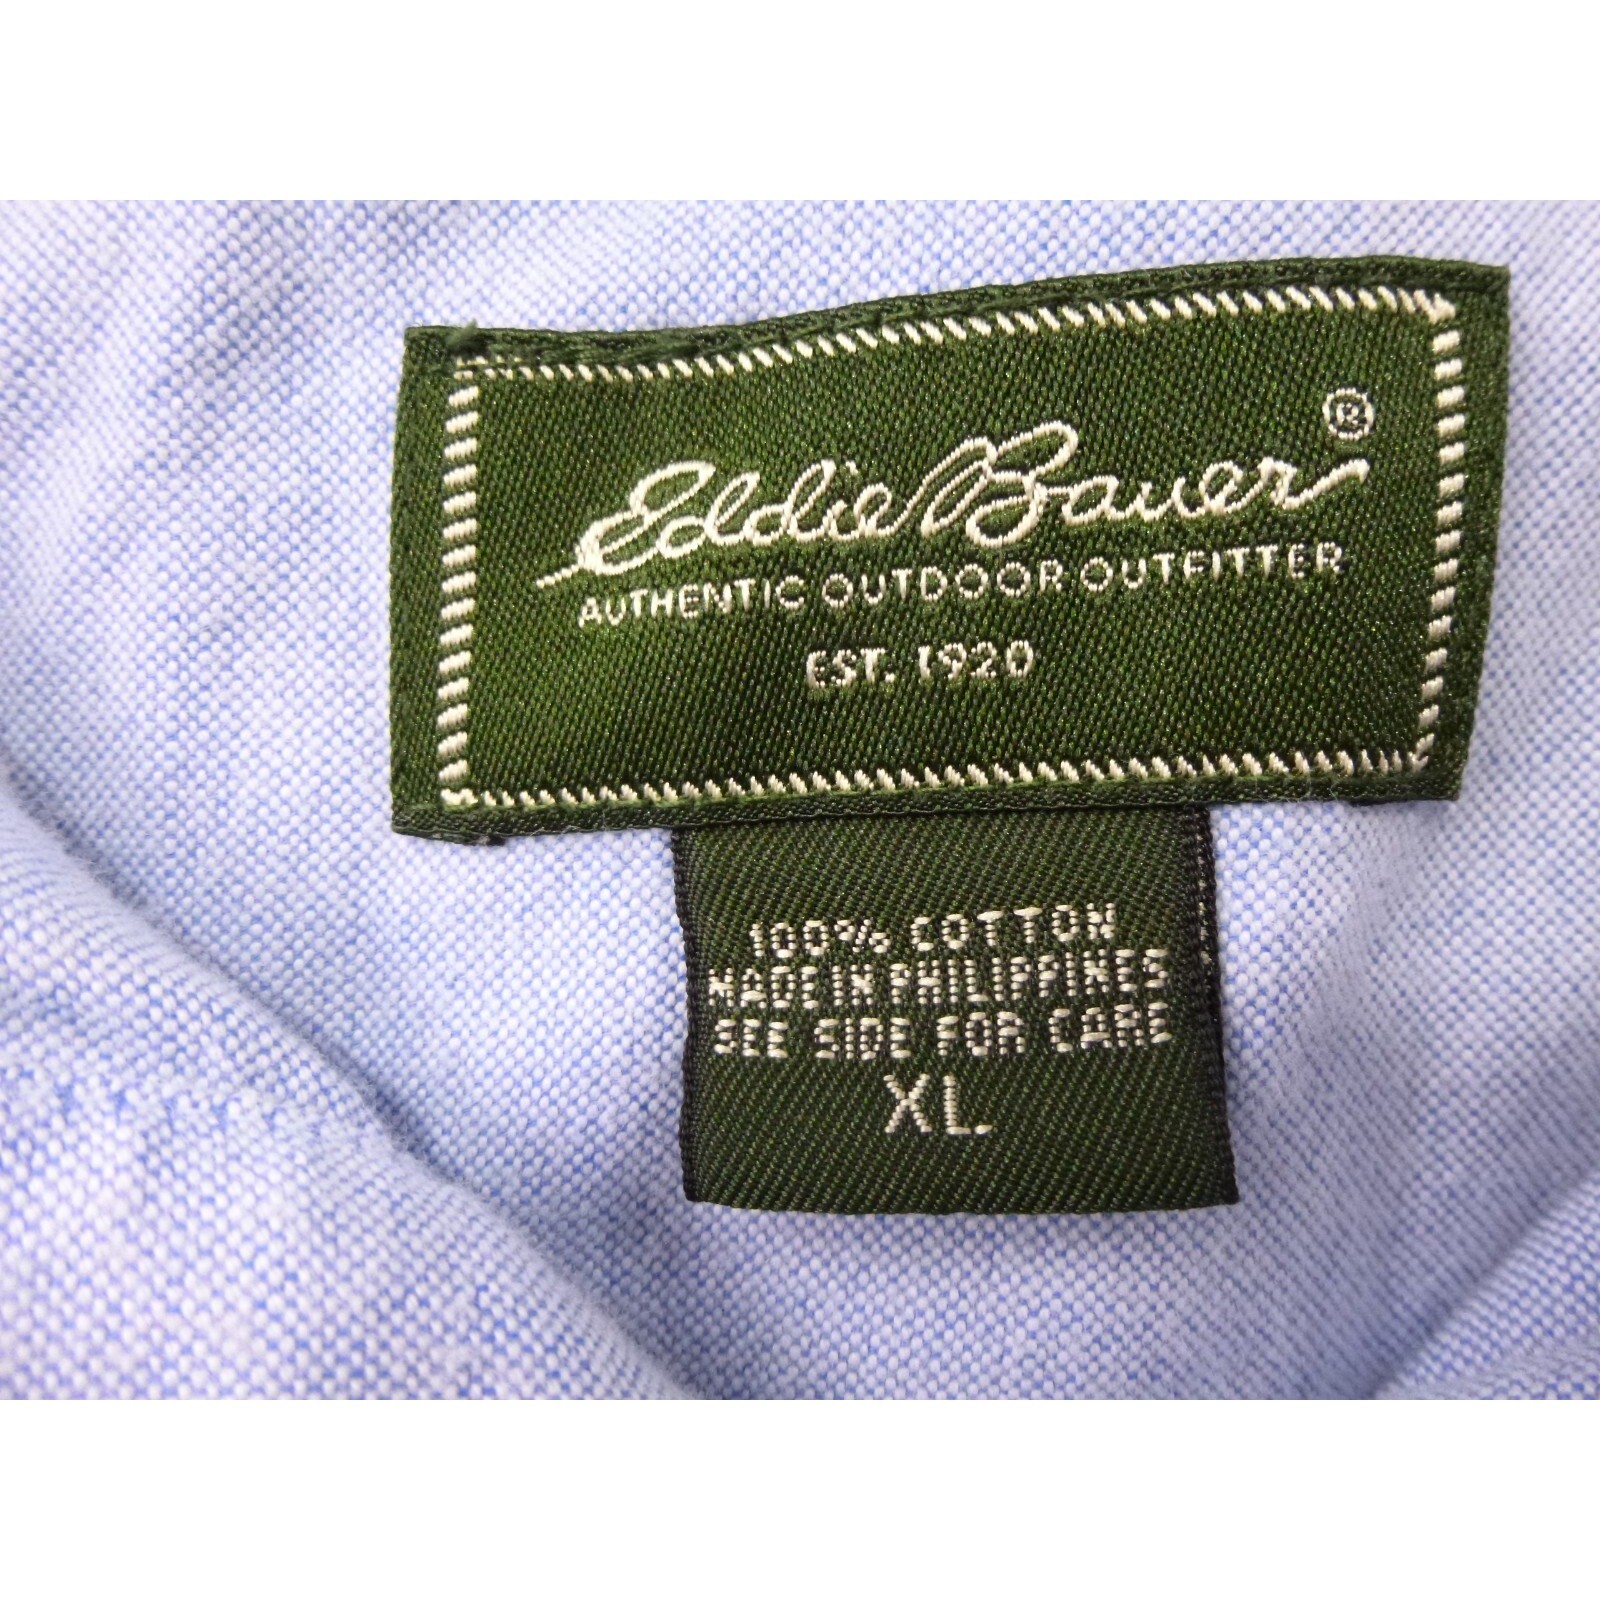 Eddie Bauer®
AUTHENTIC OUTDOOR OUTFITTER
EST. 1920
100% COTTON
MADE IN PHILIPPINES
SEE SIDE FOR CARE
XL